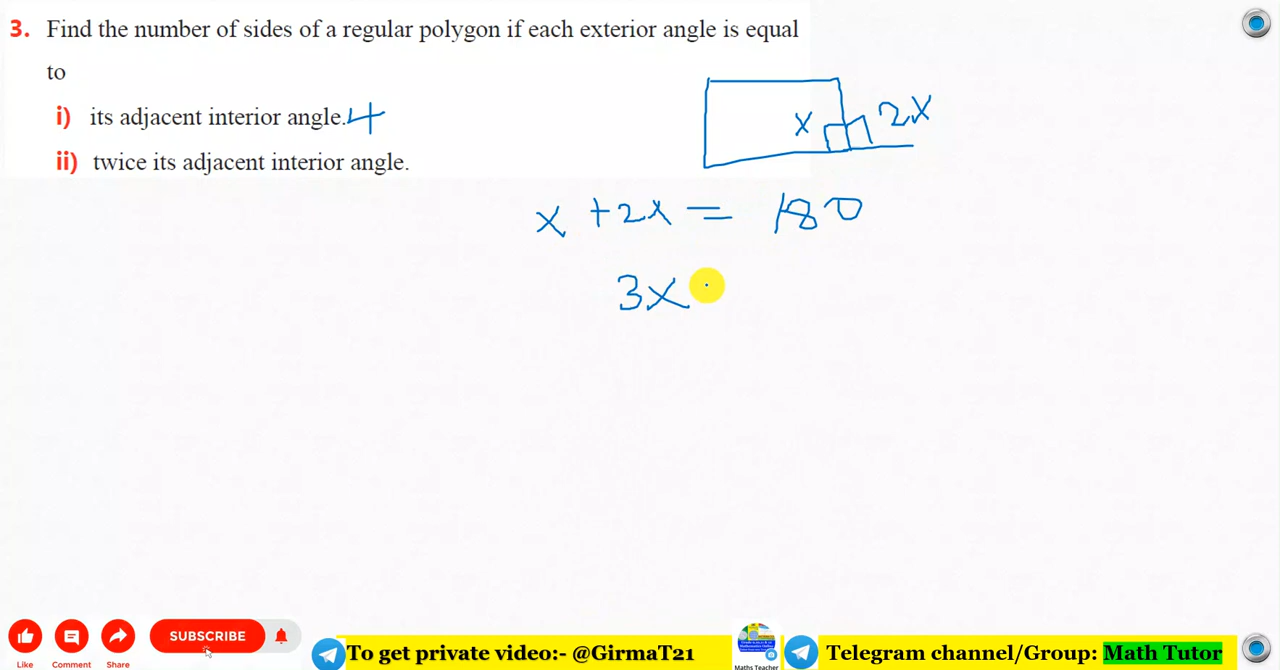 3. Find the number of sides of a regular polygon if each exterior angle is equal
to
i) its adjacent interior angle. 4
ii) twice its adjacent interior angle.
x 2x
x + 2x = 180
3x
Like
Comment
Share
SUBSCRIBE
To get private video:- @GirmaT21
Maths Teacher
Telegram channel/Group: Math Tutor